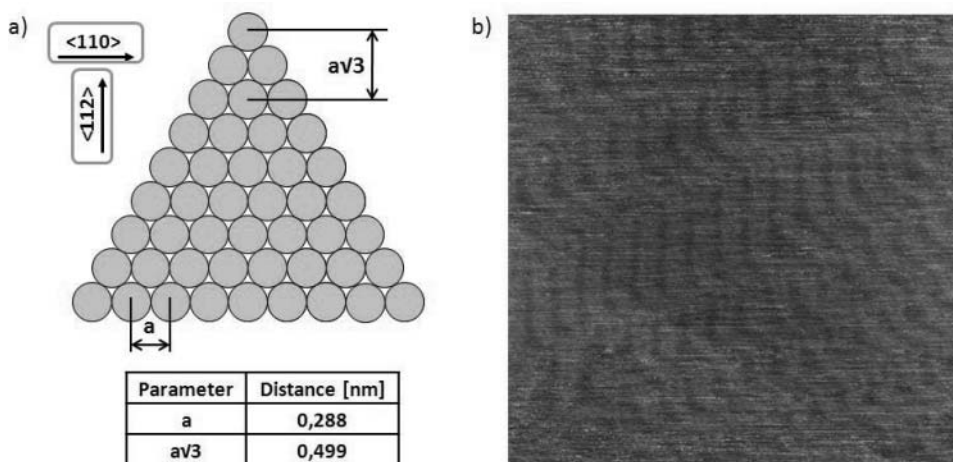 a)
<110>
<112>
a√3
a
Parameter Distance [nm]
a 0,288
a√3 0,499
b)